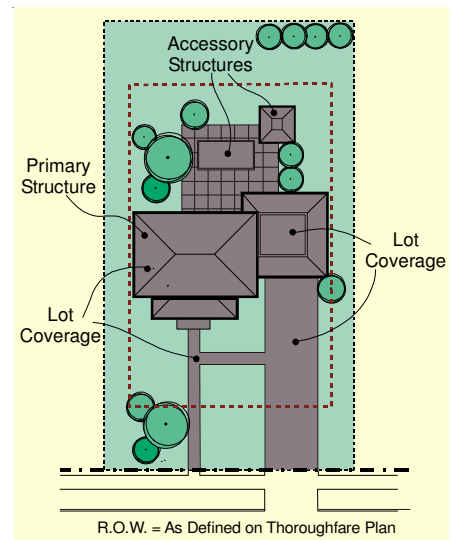 Accessory
Structures
Primary
Structure
Lot
Coverage
Lot
Coverage
R.O.W. = As Defined on Thoroughfare Plan